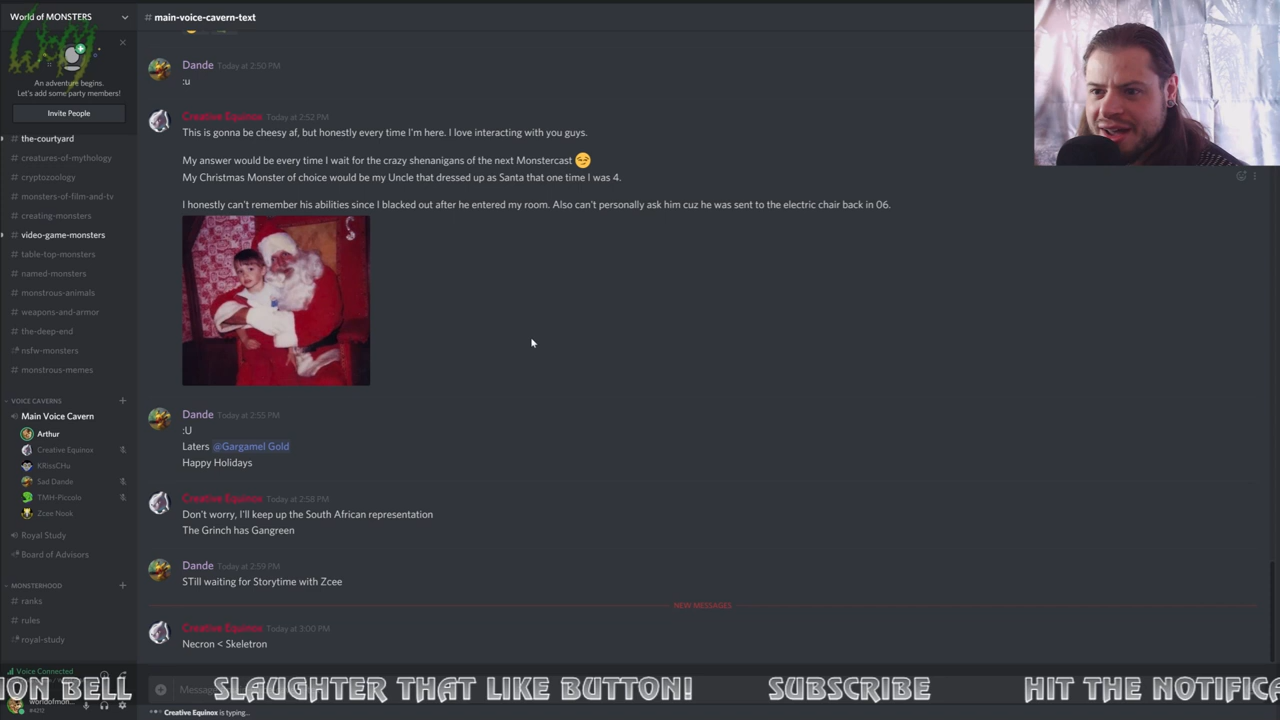 World of MONSTERS
An adventure begins.
Let's add some party members!
Invite People
the-courtyard
# creatures-of-mythology
# cryptozoology
# monsters-of-film-and-tv
# creating-monsters
video-game-monsters
# table-top-monsters
# named-monsters
# monstrous-animals
# weapons-and-armor
# the-deep-end
nsfw-monsters
# monstrous-memes
VOICE CAVERNS
Main Voice Cavern
Arthur
Creative Equinox
KRissCHu
Sad Dande
TMH-Piccolo
Zcee Nook
Royal Study
Board of Advisors
MONSTERHOOD
# ranks
# rules
royal-study
Voice Connected
worldofmon...
#4212
# main-voice-cavern-text
Dande Today at 2:50 PM
:u
Creative Equinox Today at 2:52 PM
This is gonna be cheesy af, but honestly every time I'm here. I love interacting with you guys.
My answer would be every time I wait for the crazy shenanigans of the next Monstercast 😏
My Christmas Monster of choice would be my Uncle that dressed up as Santa that one time I was 4.
I honestly can't remember his abilities since I blacked out after he entered my room. Also can't personally ask him cuz he was sent to the electric chair back in 06.
Dande Today at 2:55 PM
:U
Laters @Gargamel Gold
Happy Holidays
Creative Equinox Today at 2:58 PM
Don't worry, I'll keep up the South African representation
The Grinch has Gangreen
Dande Today at 2:59 PM
STill waiting for Storytime with Zcee
NEW MESSAGES
Creative Equinox Today at 3:00 PM
Necron < Skeletron
ION BELL SLAUGHTER THAT LIKE BUTTON! SUBSCRIBE HIT THE NOTIFICA
Creative Equinox is typing...